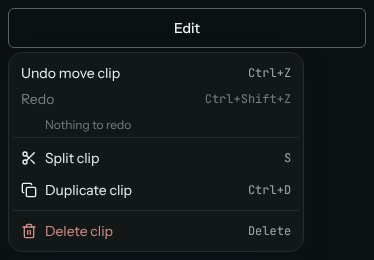 Edit
Undo move clip Ctrl+Z
Redo Ctrl+Shift+Z
Nothing to redo
Split clip S
Duplicate clip Ctrl+D
Delete clip Delete